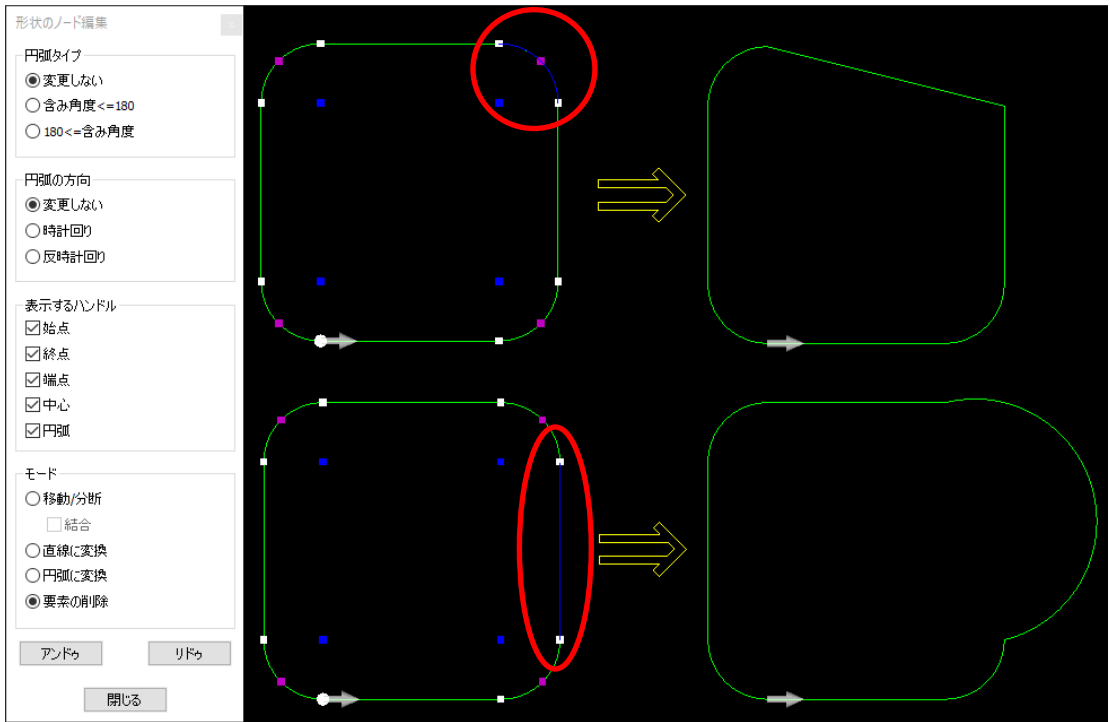 形状のノード編集
円弧タイプ
変更しない
含み角度<=180
180<=含み角度
円弧の方向
変更しない
時計回り
反時計回り
表示するハンドル
始点
終点
端点
中心
円弧
モード
移動/分断
結合
直線に変換
円弧に変換
要素の削除
アンドゥ
リドゥ
閉じる